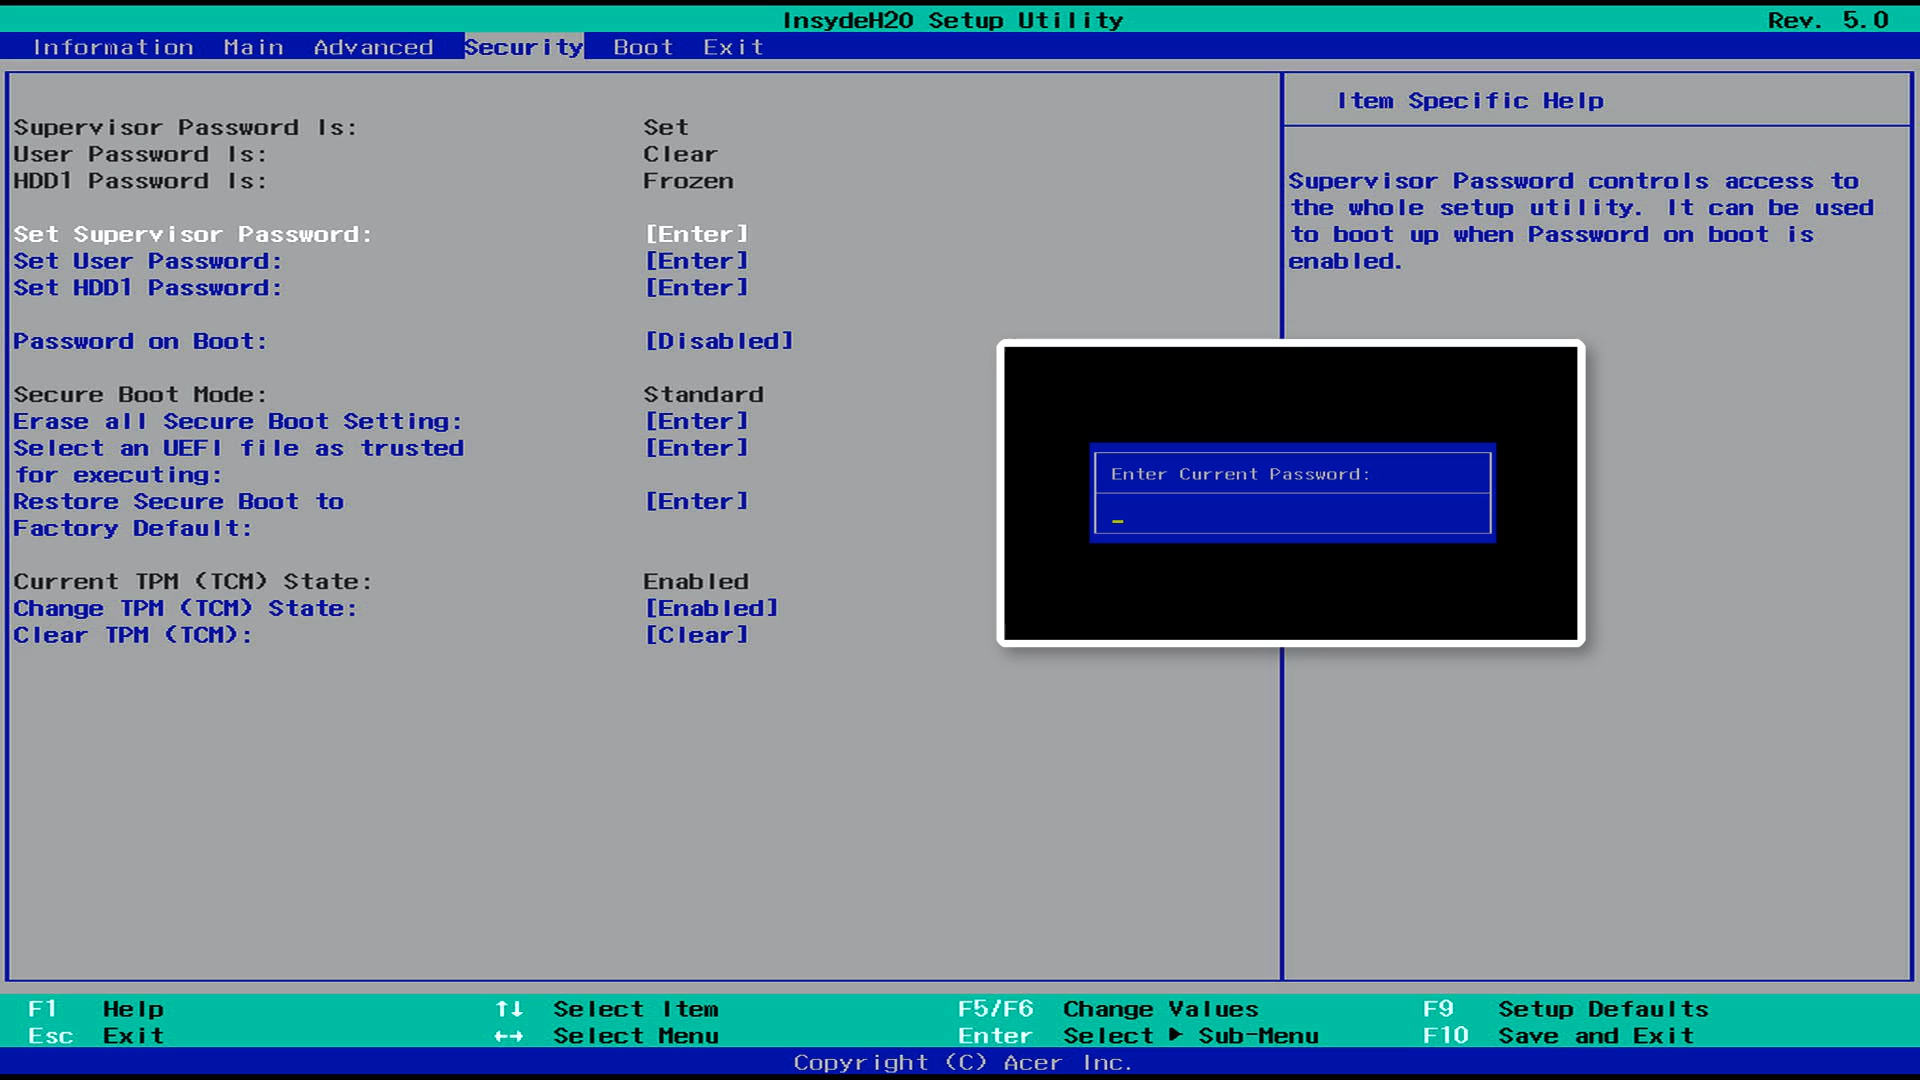 InsydeH20 Setup Utility Rev. 5.0
Information Main Advanced Security Boot Exit
Item Specific Help
Supervisor Password Is: Set
User Password Is: Clear
HDD1 Password Is: Frozen
Set Supervisor Password: [Enter]
Set User Password: [Enter]
Set HDD1 Password: [Enter]
Password on Boot: [Disabled]
Secure Boot Mode: Standard
Erase all Secure Boot Setting: [Enter]
Select an UEFI file as trusted [Enter]
for executing:
Restore Secure Boot to [Enter]
Factory Default:
Current TPM (TCM) State: Enabled
Change TPM (TCM) State: [Enabled]
Clear TPM (TCM): [Clear]
Supervisor Password controls access to
the whole setup utility. It can be used
to boot up when Password on boot is
enabled.
Enter Current Password:
_
F1 Help ↑↓ Select Item F5/F6 Change Values F9 Setup Defaults
Esc Exit ←→ Select Menu Enter Select ▶ Sub-Menu F10 Save and Exit
Copyright (C) Acer Inc.